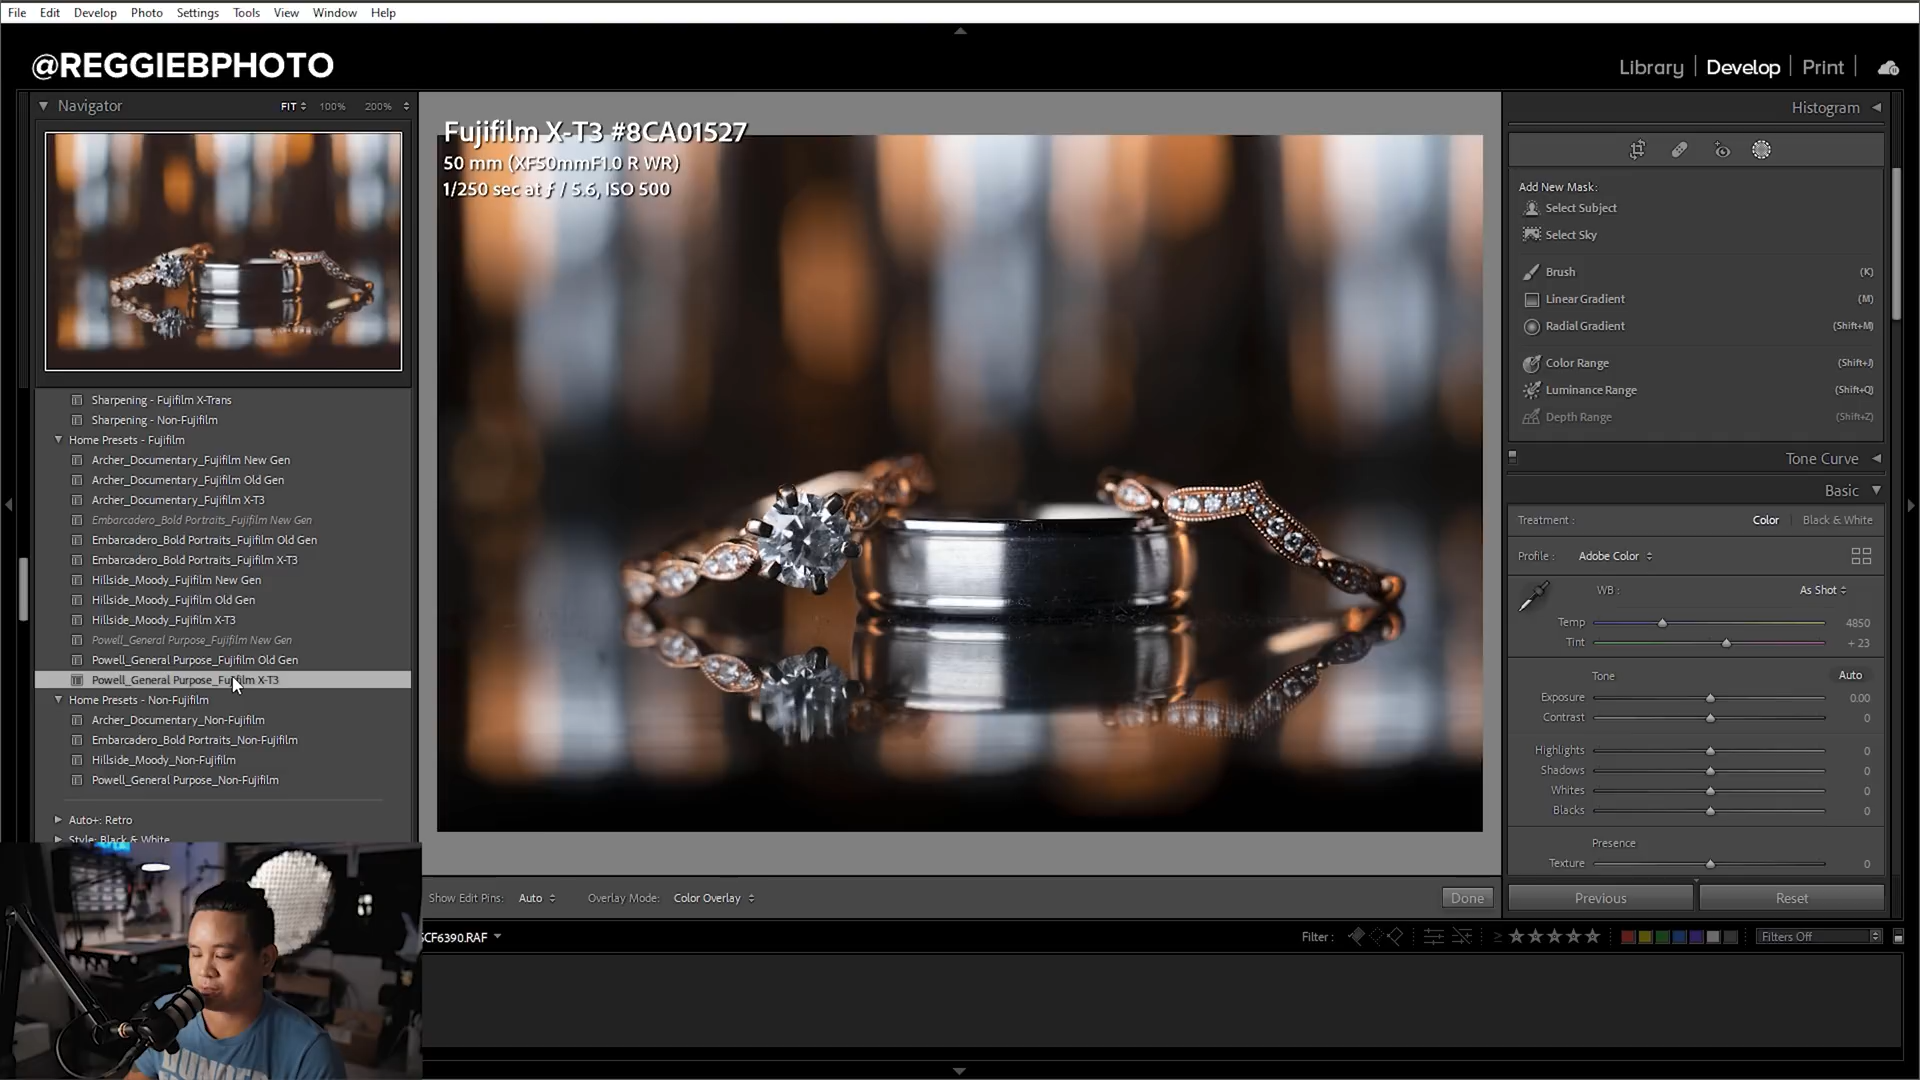 File Edit Develop Photo Settings Tools View Window Help
@REGGIEBPHOTO
Library | Develop | Print |
Navigator FIT 100% 200%
Fujifilm X-T3 #8CA01527
50 mm (XF50mmF1.0 R WR)
1/250 sec at ƒ / 5.6, ISO 500
Sharpening - Fujifilm X-Trans
Sharpening - Non-Fujifilm
Home Presets - Fujifilm
Archer_Documentary_Fujifilm New Gen
Archer_Documentary_Fujifilm Old Gen
Archer_Documentary_Fujifilm X-T3
Embarcadero_Bold Portraits_Fujifilm New Gen
Embarcadero_Bold Portraits_Fujifilm Old Gen
Embarcadero_Bold Portraits_Fujifilm X-T3
Hillside_Moody_Fujifilm New Gen
Hillside_Moody_Fujifilm Old Gen
Hillside_Moody_Fujifilm X-T3
Powell_General Purpose_Fujifilm New Gen
Powell_General Purpose_Fujifilm Old Gen
Powell_General Purpose_Fujifilm X-T3
Home Presets - Non-Fujifilm
Archer_Documentary_Non-Fujifilm
Embarcadero_Bold Portraits_Non-Fujifilm
Hillside_Moody_Non-Fujifilm
Powell_General Purpose_Non-Fujifilm
Auto+: Retro
Style: Black & White
Histogram
Add New Mask:
Select Subject
Select Sky
Brush (K)
Linear Gradient (M)
Radial Gradient (Shift+M)
Color Range (Shift+J)
Luminance Range (Shift+Q)
Depth Range (Shift+Z)
Tone Curve
Basic
Treatment : Color | Black & White
Profile : Adobe Color
WB : As Shot
Temp 4850
Tint + 23
Tone Auto
Exposure 0.00
Contrast 0
Highlights 0
Shadows 0
Whites 0
Blacks 0
Presence
Texture 0
Previous Reset
Show Edit Pins: Auto Overlay Mode: Color Overlay Done
SCF6390.RAF Filter : Filters Off